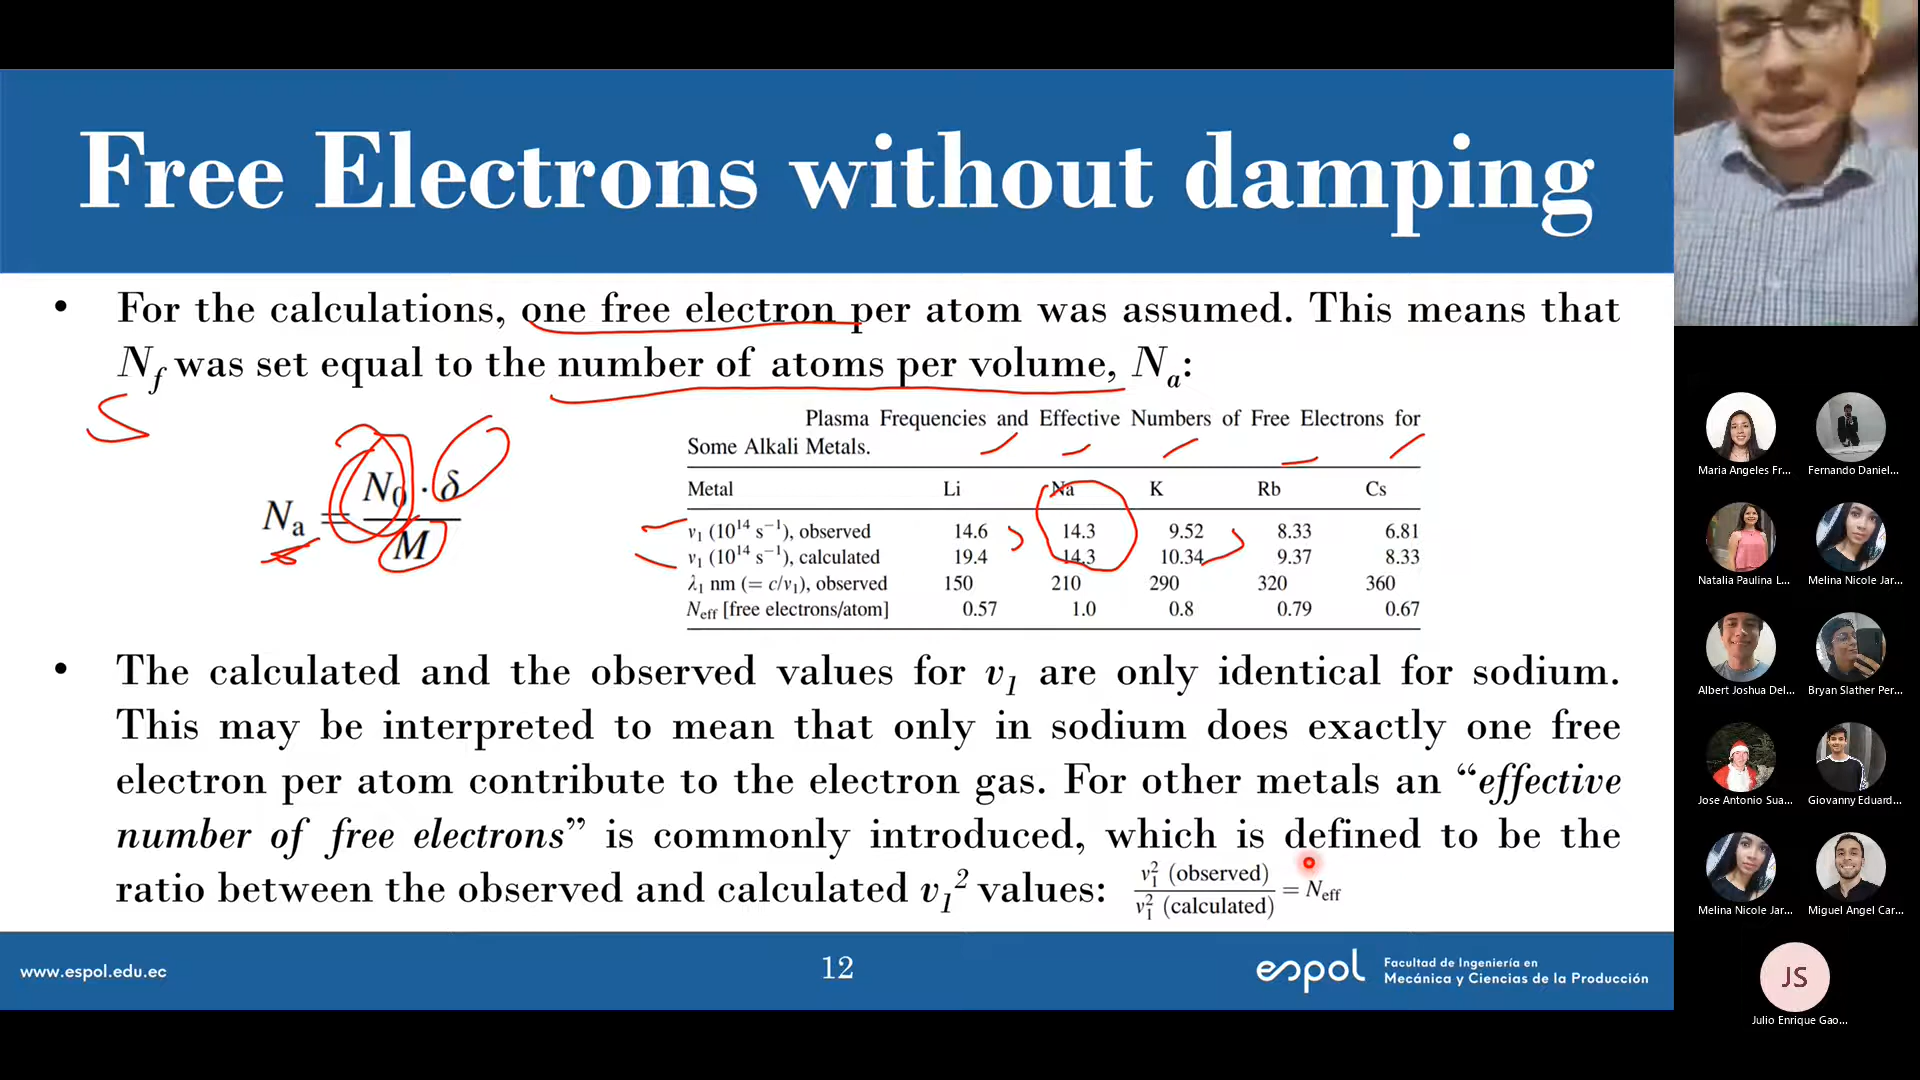 Free Electrons without damping
• For the calculations, one free electron per atom was assumed. This means that
N_f was set equal to the number of atoms per volume, N_a:
N_a = N_0 · δ / M
Plasma Frequencies and Effective Numbers of Free Electrons for
Some Alkali Metals.
Metal Li Na K Rb Cs
ν₁ (10¹⁴ s⁻¹), observed 14.6 14.3 9.52 8.33 6.81
ν₁ (10¹⁴ s⁻¹), calculated 19.4 14.3 10.34 9.37 8.33
λ₁ nm (= c/ν₁), observed 150 210 290 320 360
N_eff [free electrons/atom] 0.57 1.0 0.8 0.79 0.67
• The calculated and the observed values for ν₁ are only identical for sodium.
This may be interpreted to mean that only in sodium does exactly one free
electron per atom contribute to the electron gas. For other metals an “effective
number of free electrons” is commonly introduced, which is defined to be the
ratio between the observed and calculated ν₁² values: ν₁² (observed) / ν₁² (calculated) = N_eff
www.espol.edu.ec
12
espol
Facultad de Ingeniería en
Mecánica y Ciencias de la Producción
Maria Angeles Fr... Fernando Daniel...
Natalia Paulina L... Melina Nicole Jar...
Albert Joshua Del... Bryan Slather Per...
Jose Antonio Sua... Giovanny Eduard...
Melina Nicole Jar... Miguel Angel Car...
JS
Julio Enrique Gao...